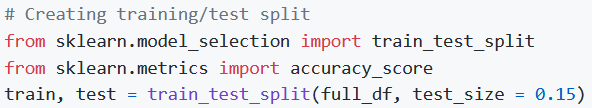 # Creating training/test split
from sklearn.model_selection import train_test_split
from sklearn.metrics import accuracy_score
train, test = train_test_split(full_df, test_size = 0.15)